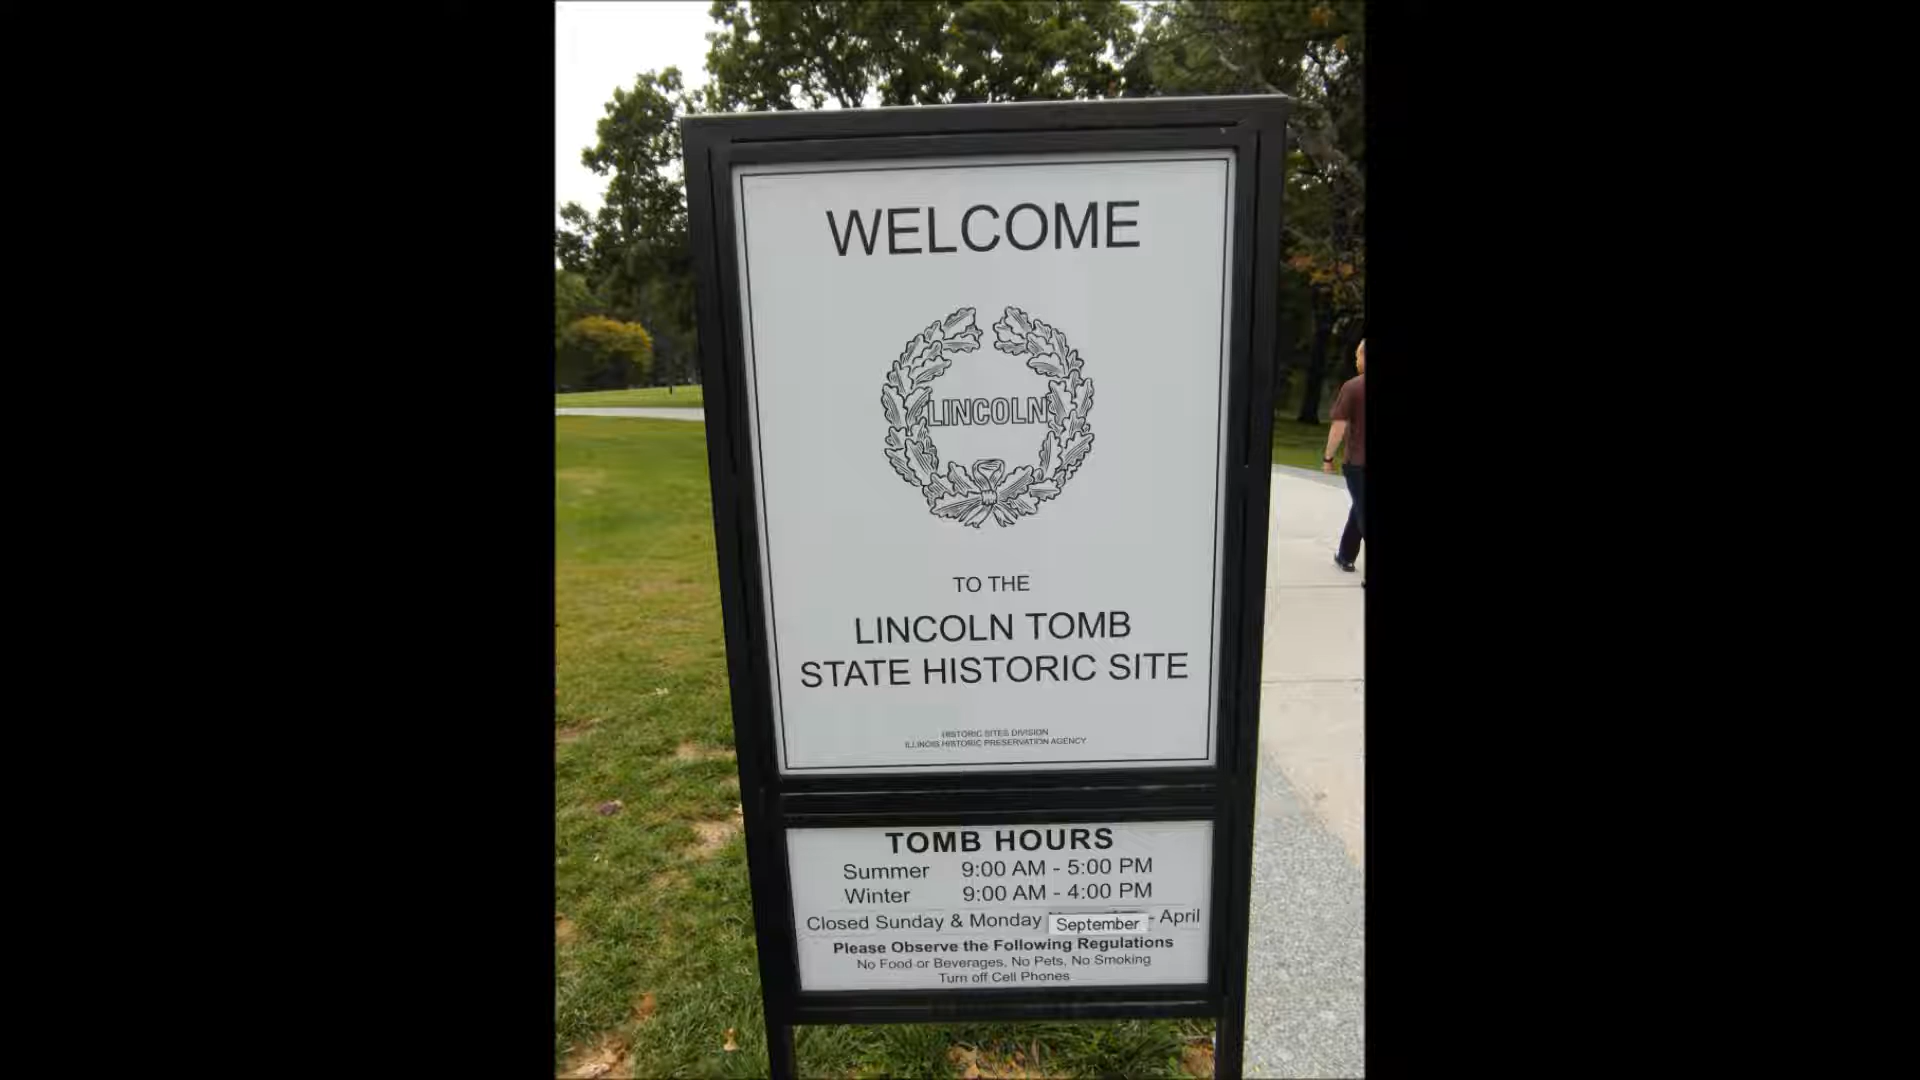 WELCOME
LINCOLN
TO THE
LINCOLN TOMB
STATE HISTORIC SITE
HISTORIC SITES DIVISION
ILLINOIS HISTORIC PRESERVATION AGENCY
TOMB HOURS
Summer 9:00 AM - 5:00 PM
Winter 9:00 AM - 4:00 PM
Closed Sunday & Monday September - April
Please Observe the Following Regulations
No Food or Beverages, No Pets, No Smoking
Turn off Cell Phones